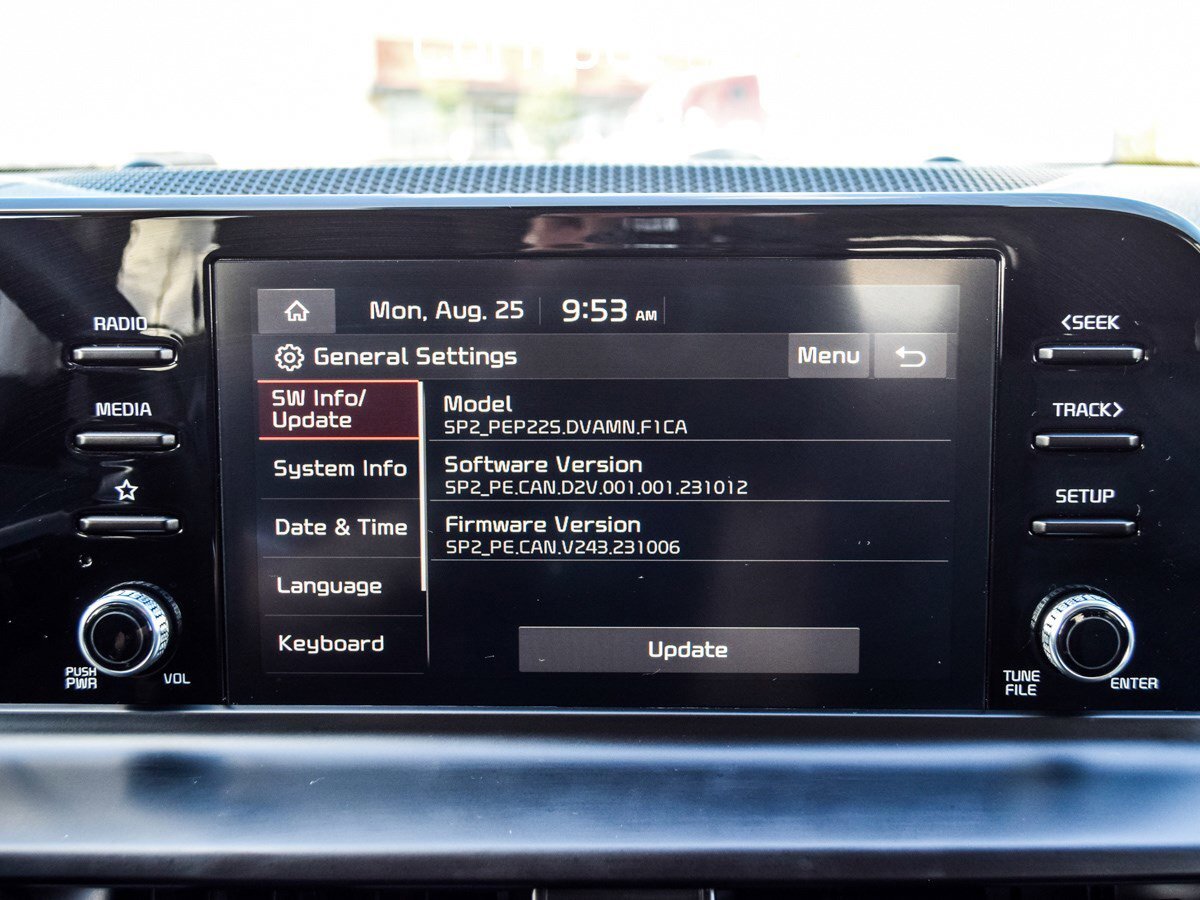 RADIO
MEDIA
PUSH
PWR
VOL
Mon, Aug. 25
9:53 AM
General Settings
Menu
SW Info/
Update
System Info
Date & Time
Language
Keyboard
Model
SP2_PEP22S.DVAMN.F1CA
Software Version
SP2_PE.CAN.D2V.001.001.231012
Firmware Version
SP2_PE.CAN.V243.231006
Update
<SEEK
TRACK>
SETUP
TUNE
FILE
ENTER